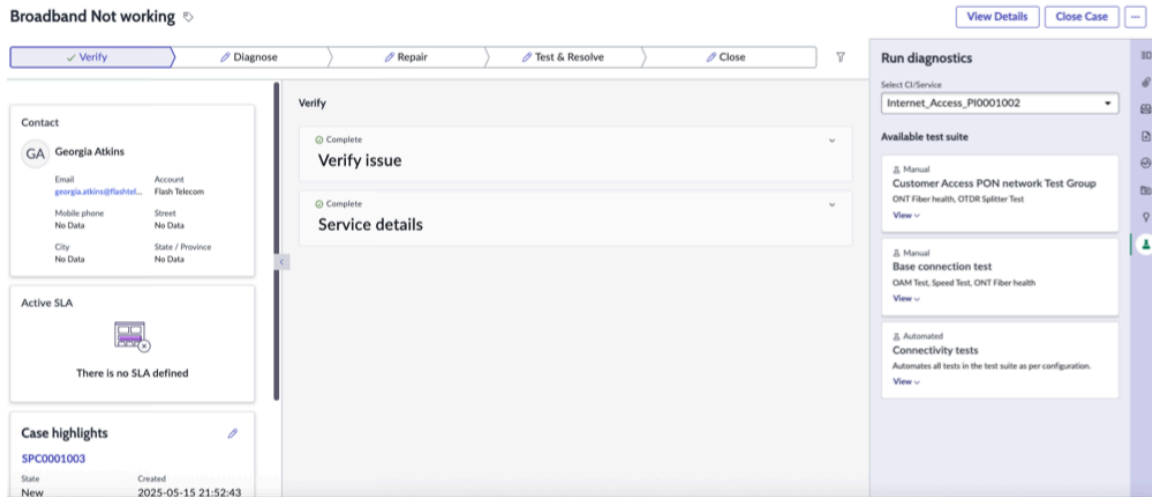 Broadband Not working
View Details
Close Case
Verify
Diagnose
Repair
Test & Resolve
Close
Contact
GA
Georgia Atkins
Email
Account
georgia.atkins@flashtel...
Flash Telecom
Mobile phone
Street
No Data
No Data
City
State / Province
No Data
No Data
Active SLA
There is no SLA defined
Case highlights
SPC0001003
State
Created
New
2025-05-15 21:52:43
Verify
Complete
Verify issue
Complete
Service details
Run diagnostics
Select CI/Service
Internet_Access_PI0001002
Available test suite
Manual
Customer Access PON network Test Group
ONT Fiber health, OTDR Splitter Test
View
Manual
Base connection test
OAM Test, Speed Test, ONT Fiber health
View
Automated
Connectivity tests
Automates all tests in the test suite as per configuration.
View